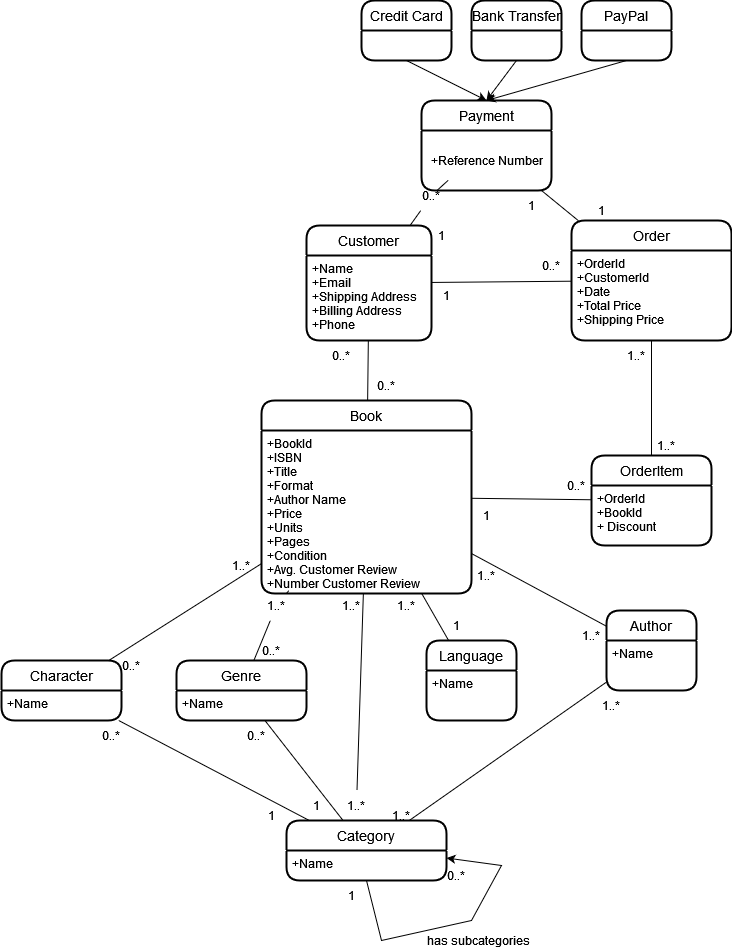 Credit Card
Bank Transfer
PayPal
Payment
+Reference Number
0..*
1
1
1
Customer
+Name
+Email
+Shipping Address
+Billing Address
+Phone
Order
+OrderId
+CustomerId
+Date
+Total Price
+Shipping Price
0..*
1
0..*
1..*
0..*
Book
+BookId
+ISBN
+Title
+Format
+Author Name
+Price
+Units
+Pages
+Condition
+Avg. Customer Review
+Number Customer Review
1..*
OrderItem
+OrderId
+BookId
+ Discount
0..*
1
1..*
1..*
1..*
1..*
1..*
0..*
0..*
1
1..*
Character
+Name
Genre
+Name
Language
+Name
Author
+Name
0..*
0..*
1..*
1
1
1..*
1..*
Category
+Name
0..*
1
has subcategories